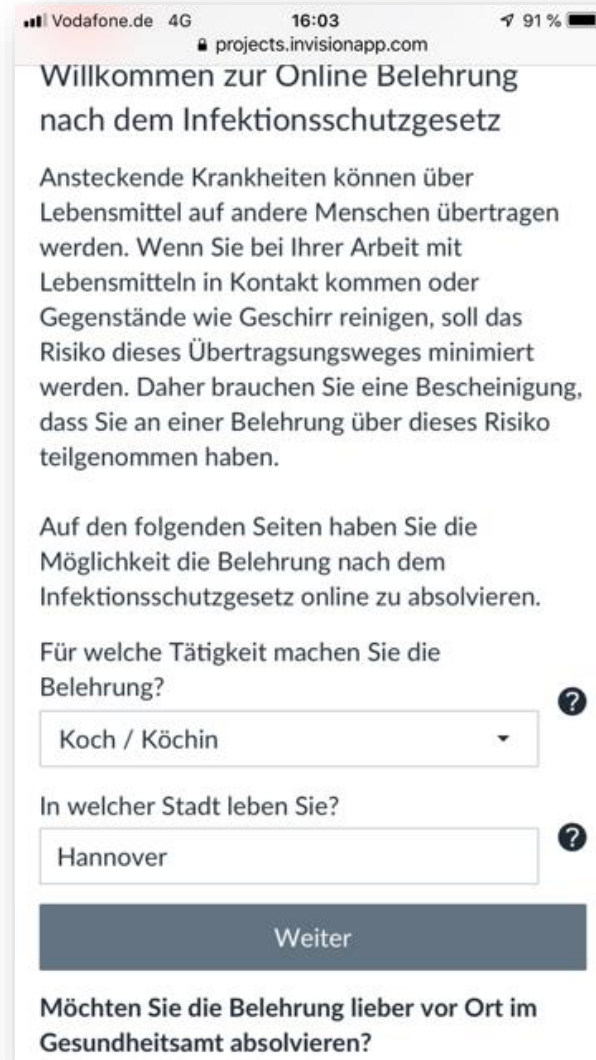 Vodafone.de 4G 16:03 91 %
projects.invisionapp.com
Willkommen zur Online Belehrung
nach dem Infektionsschutzgesetz
Ansteckende Krankheiten können über
Lebensmittel auf andere Menschen übertragen
werden. Wenn Sie bei Ihrer Arbeit mit
Lebensmitteln in Kontakt kommen oder
Gegenstände wie Geschirr reinigen, soll das
Risiko dieses Übertragsungsweges minimiert
werden. Daher brauchen Sie eine Bescheinigung,
dass Sie an einer Belehrung über dieses Risiko
teilgenommen haben.
Auf den folgenden Seiten haben Sie die
Möglichkeit die Belehrung nach dem
Infektionsschutzgesetz online zu absolvieren.
Für welche Tätigkeit machen Sie die
Belehrung?
?
Koch / Köchin
In welcher Stadt leben Sie?
?
Hannover
Weiter
Möchten Sie die Belehrung lieber vor Ort im
Gesundheitsamt absolvieren?